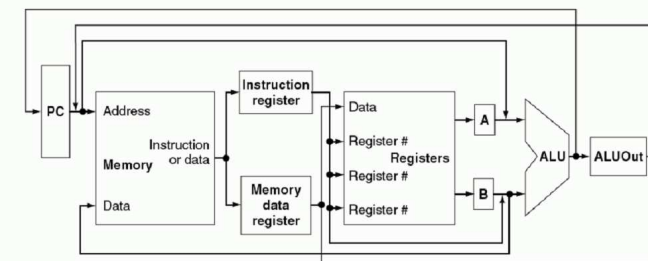 PC
Address
Instruction
or data
Memory
Data
Instruction
register
Memory
data
register
Data
Register #
Registers
Register #
Register #
A
B
ALU
ALUOut